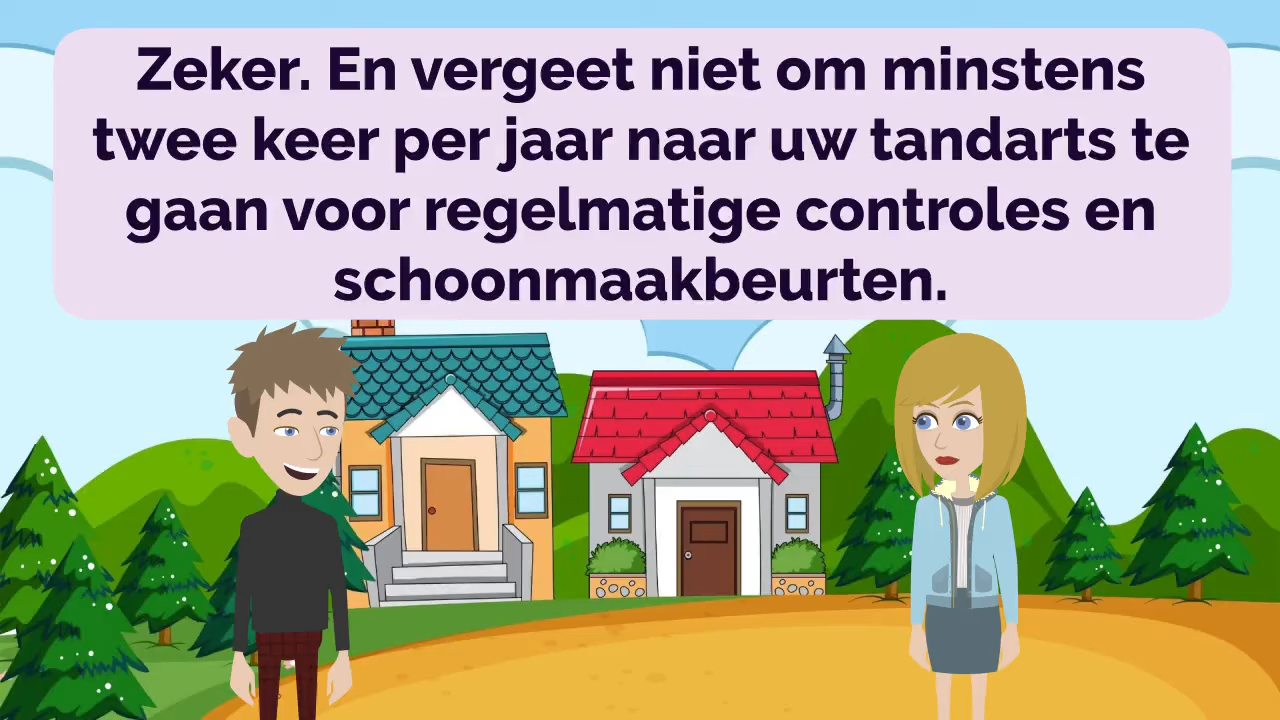 Zeker. En vergeet niet om minstens
twee keer per jaar naar uw tandarts te
gaan voor regelmatige controles en
schoonmaakbeurten.